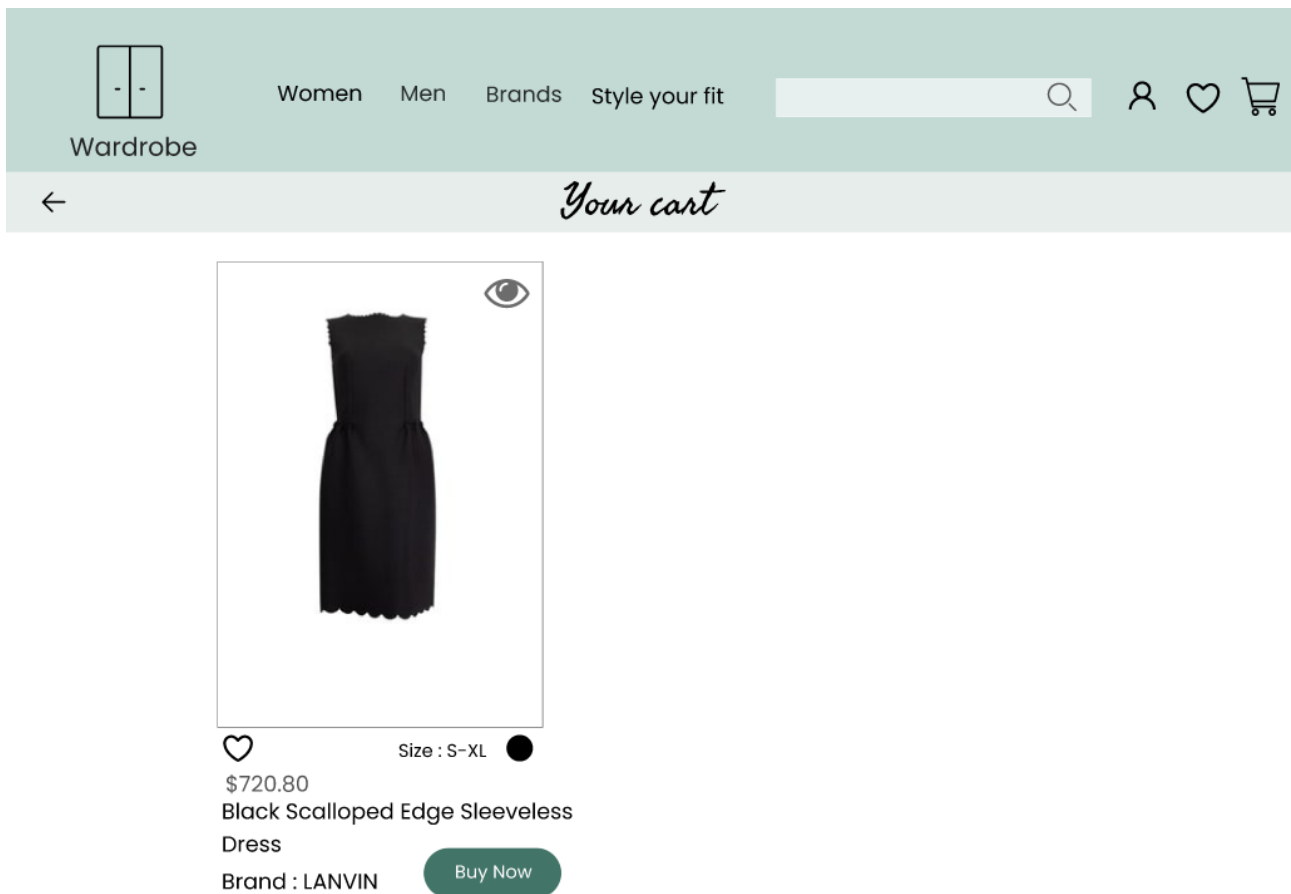 Women Men Brands Style your fit
Wardrobe
Your cart
Size : S-XL
$720.80
Black Scalloped Edge Sleeveless
Dress
Brand : LANVIN
Buy Now